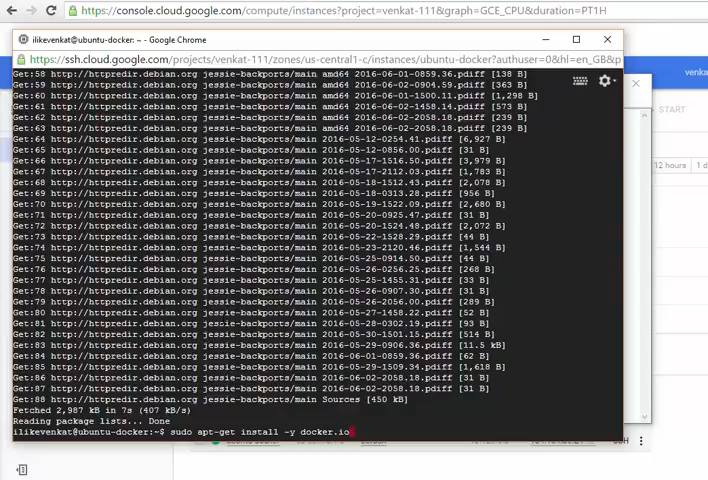 https://console.cloud.google.com/compute/instances?project=venkat-111&graph=GCE_CPU&duration=PT1H
ilikevenkat@ubuntu-docker: ~ - Google Chrome
https://ssh.cloud.google.com/projects/venkat-111/zones/us-central1-c/instances/ubuntu-docker?authuser=0&hl=en_GB&p
venkat
START
12 hours
1 d
Get:58 http://httpredir.debian.org jessie-backports/main amd64 2016-06-01-0859.36.pdiff [138 B]
Get:59 http://httpredir.debian.org jessie-backports/main amd64 2016-06-02-0904.59.pdiff [363 B]
Get:60 http://httpredir.debian.org jessie-backports/main amd64 2016-06-01-1500.11.pdiff [1,298 B]
Get:61 http://httpredir.debian.org jessie-backports/main amd64 2016-06-02-1458.14.pdiff [573 B]
Get:62 http://httpredir.debian.org jessie-backports/main amd64 2016-06-02-2058.18.pdiff [239 B]
Get:63 http://httpredir.debian.org jessie-backports/main amd64 2016-06-02-2058.18.pdiff [239 B]
Get:64 http://httpredir.debian.org jessie-backports/main 2016-05-12-0254.41.pdiff [6,927 B]
Get:65 http://httpredir.debian.org jessie-backports/main 2016-05-12-0856.00.pdiff [31 B]
Get:66 http://httpredir.debian.org jessie-backports/main 2016-05-17-1516.50.pdiff [3,979 B]
Get:67 http://httpredir.debian.org jessie-backports/main 2016-05-17-2112.03.pdiff [1,783 B]
Get:68 http://httpredir.debian.org jessie-backports/main 2016-05-18-1512.43.pdiff [2,078 B]
Get:69 http://httpredir.debian.org jessie-backports/main 2016-05-18-0313.28.pdiff [956 B]
Get:70 http://httpredir.debian.org jessie-backports/main 2016-05-19-1522.09.pdiff [2,680 B]
Get:71 http://httpredir.debian.org jessie-backports/main 2016-05-20-0925.47.pdiff [31 B]
Get:72 http://httpredir.debian.org jessie-backports/main 2016-05-20-1524.48.pdiff [2,072 B]
Get:73 http://httpredir.debian.org jessie-backports/main 2016-05-22-1528.29.pdiff [44 B]
Get:74 http://httpredir.debian.org jessie-backports/main 2016-05-23-2120.46.pdiff [1,544 B]
Get:75 http://httpredir.debian.org jessie-backports/main 2016-05-25-0914.50.pdiff [44 B]
Get:76 http://httpredir.debian.org jessie-backports/main 2016-05-26-0256.25.pdiff [268 B]
Get:77 http://httpredir.debian.org jessie-backports/main 2016-05-25-1455.31.pdiff [33 B]
Get:78 http://httpredir.debian.org jessie-backports/main 2016-05-26-0907.30.pdiff [31 B]
Get:79 http://httpredir.debian.org jessie-backports/main 2016-05-26-2056.00.pdiff [289 B]
Get:80 http://httpredir.debian.org jessie-backports/main 2016-05-27-1458.22.pdiff [52 B]
Get:81 http://httpredir.debian.org jessie-backports/main 2016-05-28-0302.19.pdiff [93 B]
Get:82 http://httpredir.debian.org jessie-backports/main 2016-05-30-1501.15.pdiff [514 B]
Get:83 http://httpredir.debian.org jessie-backports/main 2016-05-29-0906.36.pdiff [11.5 kB]
Get:84 http://httpredir.debian.org jessie-backports/main 2016-06-01-0859.36.pdiff [62 B]
Get:85 http://httpredir.debian.org jessie-backports/main 2016-05-29-1509.34.pdiff [1,618 B]
Get:86 http://httpredir.debian.org jessie-backports/main 2016-06-02-2058.18.pdiff [31 B]
Get:87 http://httpredir.debian.org jessie-backports/main 2016-06-02-2058.18.pdiff [31 B]
Get:88 http://httpredir.debian.org jessie-backports/main Sources [450 kB]
Fetched 2,987 kB in 7s (407 kB/s)
Reading package lists... Done
ilikevenkat@ubuntu-docker:~$ sudo apt-get install -y docker.io
SSH